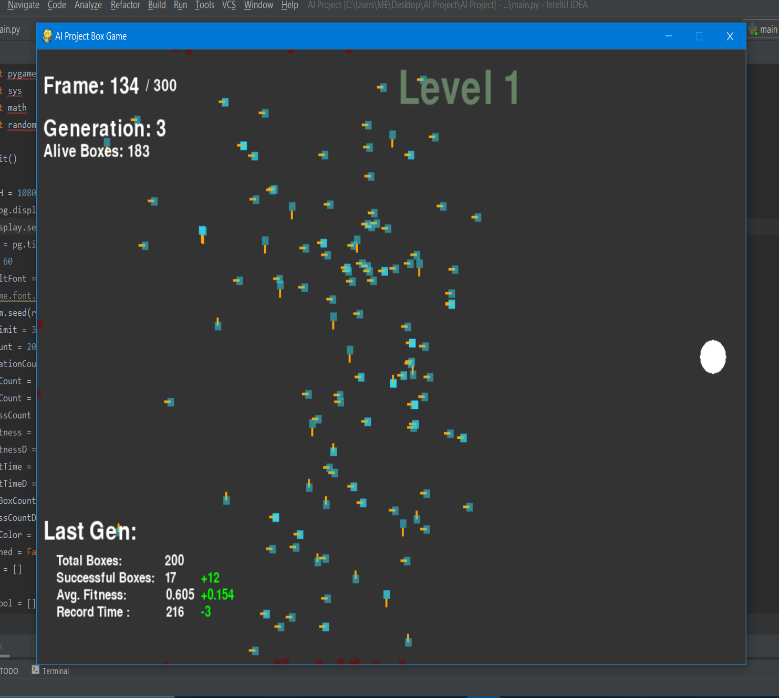 Navigate Code Analyze Refactor Build Run Tools VCS Window Help AI Project [C:\Users\ME\Desktop\AI Project\AI Project] - ...\main.py - IntelliJ IDEA
ain.py
AI Project Box Game
main
t pygame
t sys
t math
t random
it()
H = 1080
og.displ
splay.se
= pg.ti
60
ltFont =
me.font.
m.seed(r
imit = 3
unt = 20
ationCou
Count =
Count =
ssCount
tness =
tnessD =
tTime =
tTimeD =
BoxCount
ssCountD
Color =
ned = Fa
= []
ool = []
Frame: 134 / 300
Level 1
Generation: 3
Alive Boxes: 183
Last Gen:
Total Boxes: 200
Successful Boxes: 17 +12
Avg. Fitness: 0.605 +0.154
Record Time : 216 -3
TODO Terminal